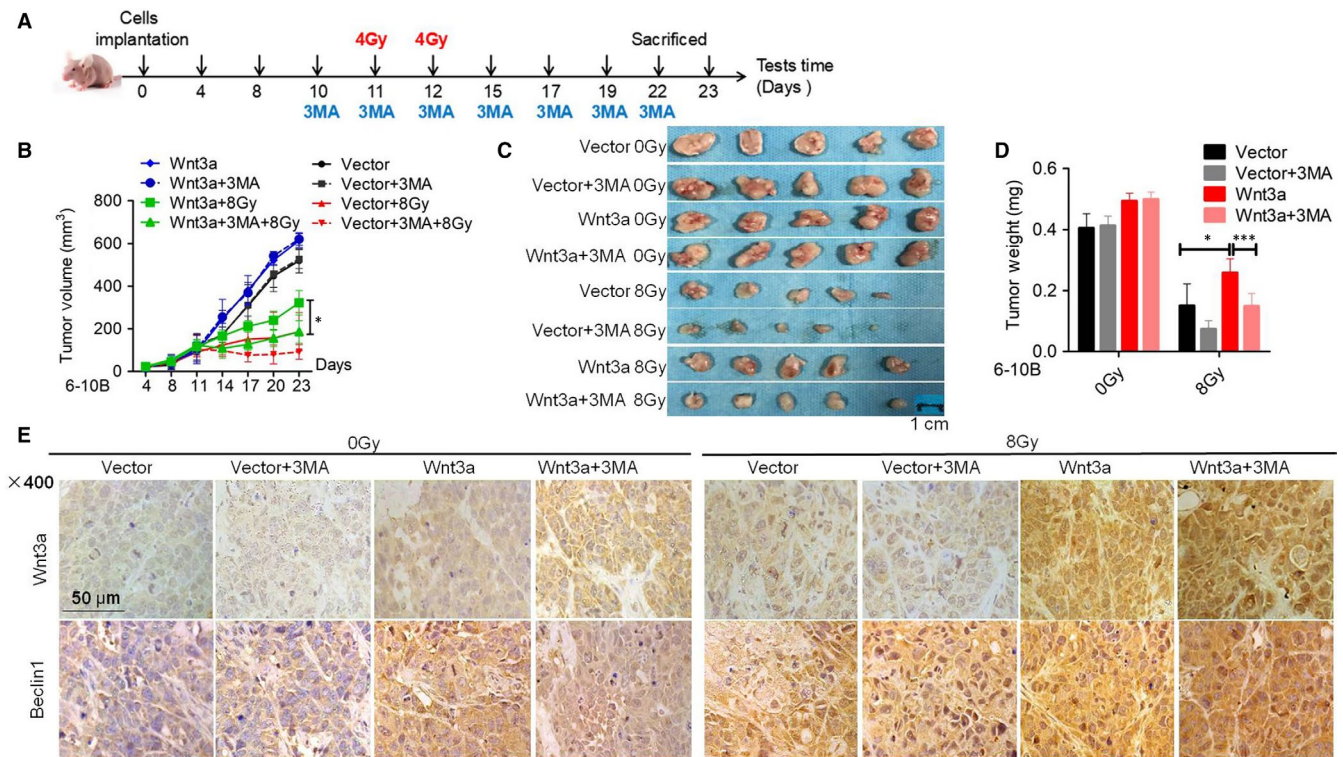 A
Cells
implantation
4Gy 4Gy
Sacrificed
Tests time
(Days )
0 4 8 10 11 12 15 17 19 22 23
3MA 3MA 3MA 3MA 3MA 3MA 3MA
B
Wnt3a
Wnt3a+3MA
Wnt3a+8Gy
Wnt3a+3MA+8Gy
Vector
Vector+3MA
Vector+8Gy
Vector+3MA+8Gy
Tumor volume (mm3)
800
600
400
200
0
*
Days
4 8 11 14 17 20 23
6-10B
C
Vector 0Gy
Vector+3MA 0Gy
Wnt3a 0Gy
Wnt3a+3MA 0Gy
Vector 8Gy
Vector+3MA 8Gy
Wnt3a 8Gy
Wnt3a+3MA 8Gy
1 cm
D
Vector
Vector+3MA
Wnt3a
Wnt3a+3MA
Tumor weight (mg)
0.6
0.4
0.2
0.0
* ***
6-10B
0Gy 8Gy
E
0Gy 8Gy
Vector Vector+3MA Wnt3a Wnt3a+3MA Vector Vector+3MA Wnt3a Wnt3a+3MA
×400
Wnt3a
50 μm
Beclin1